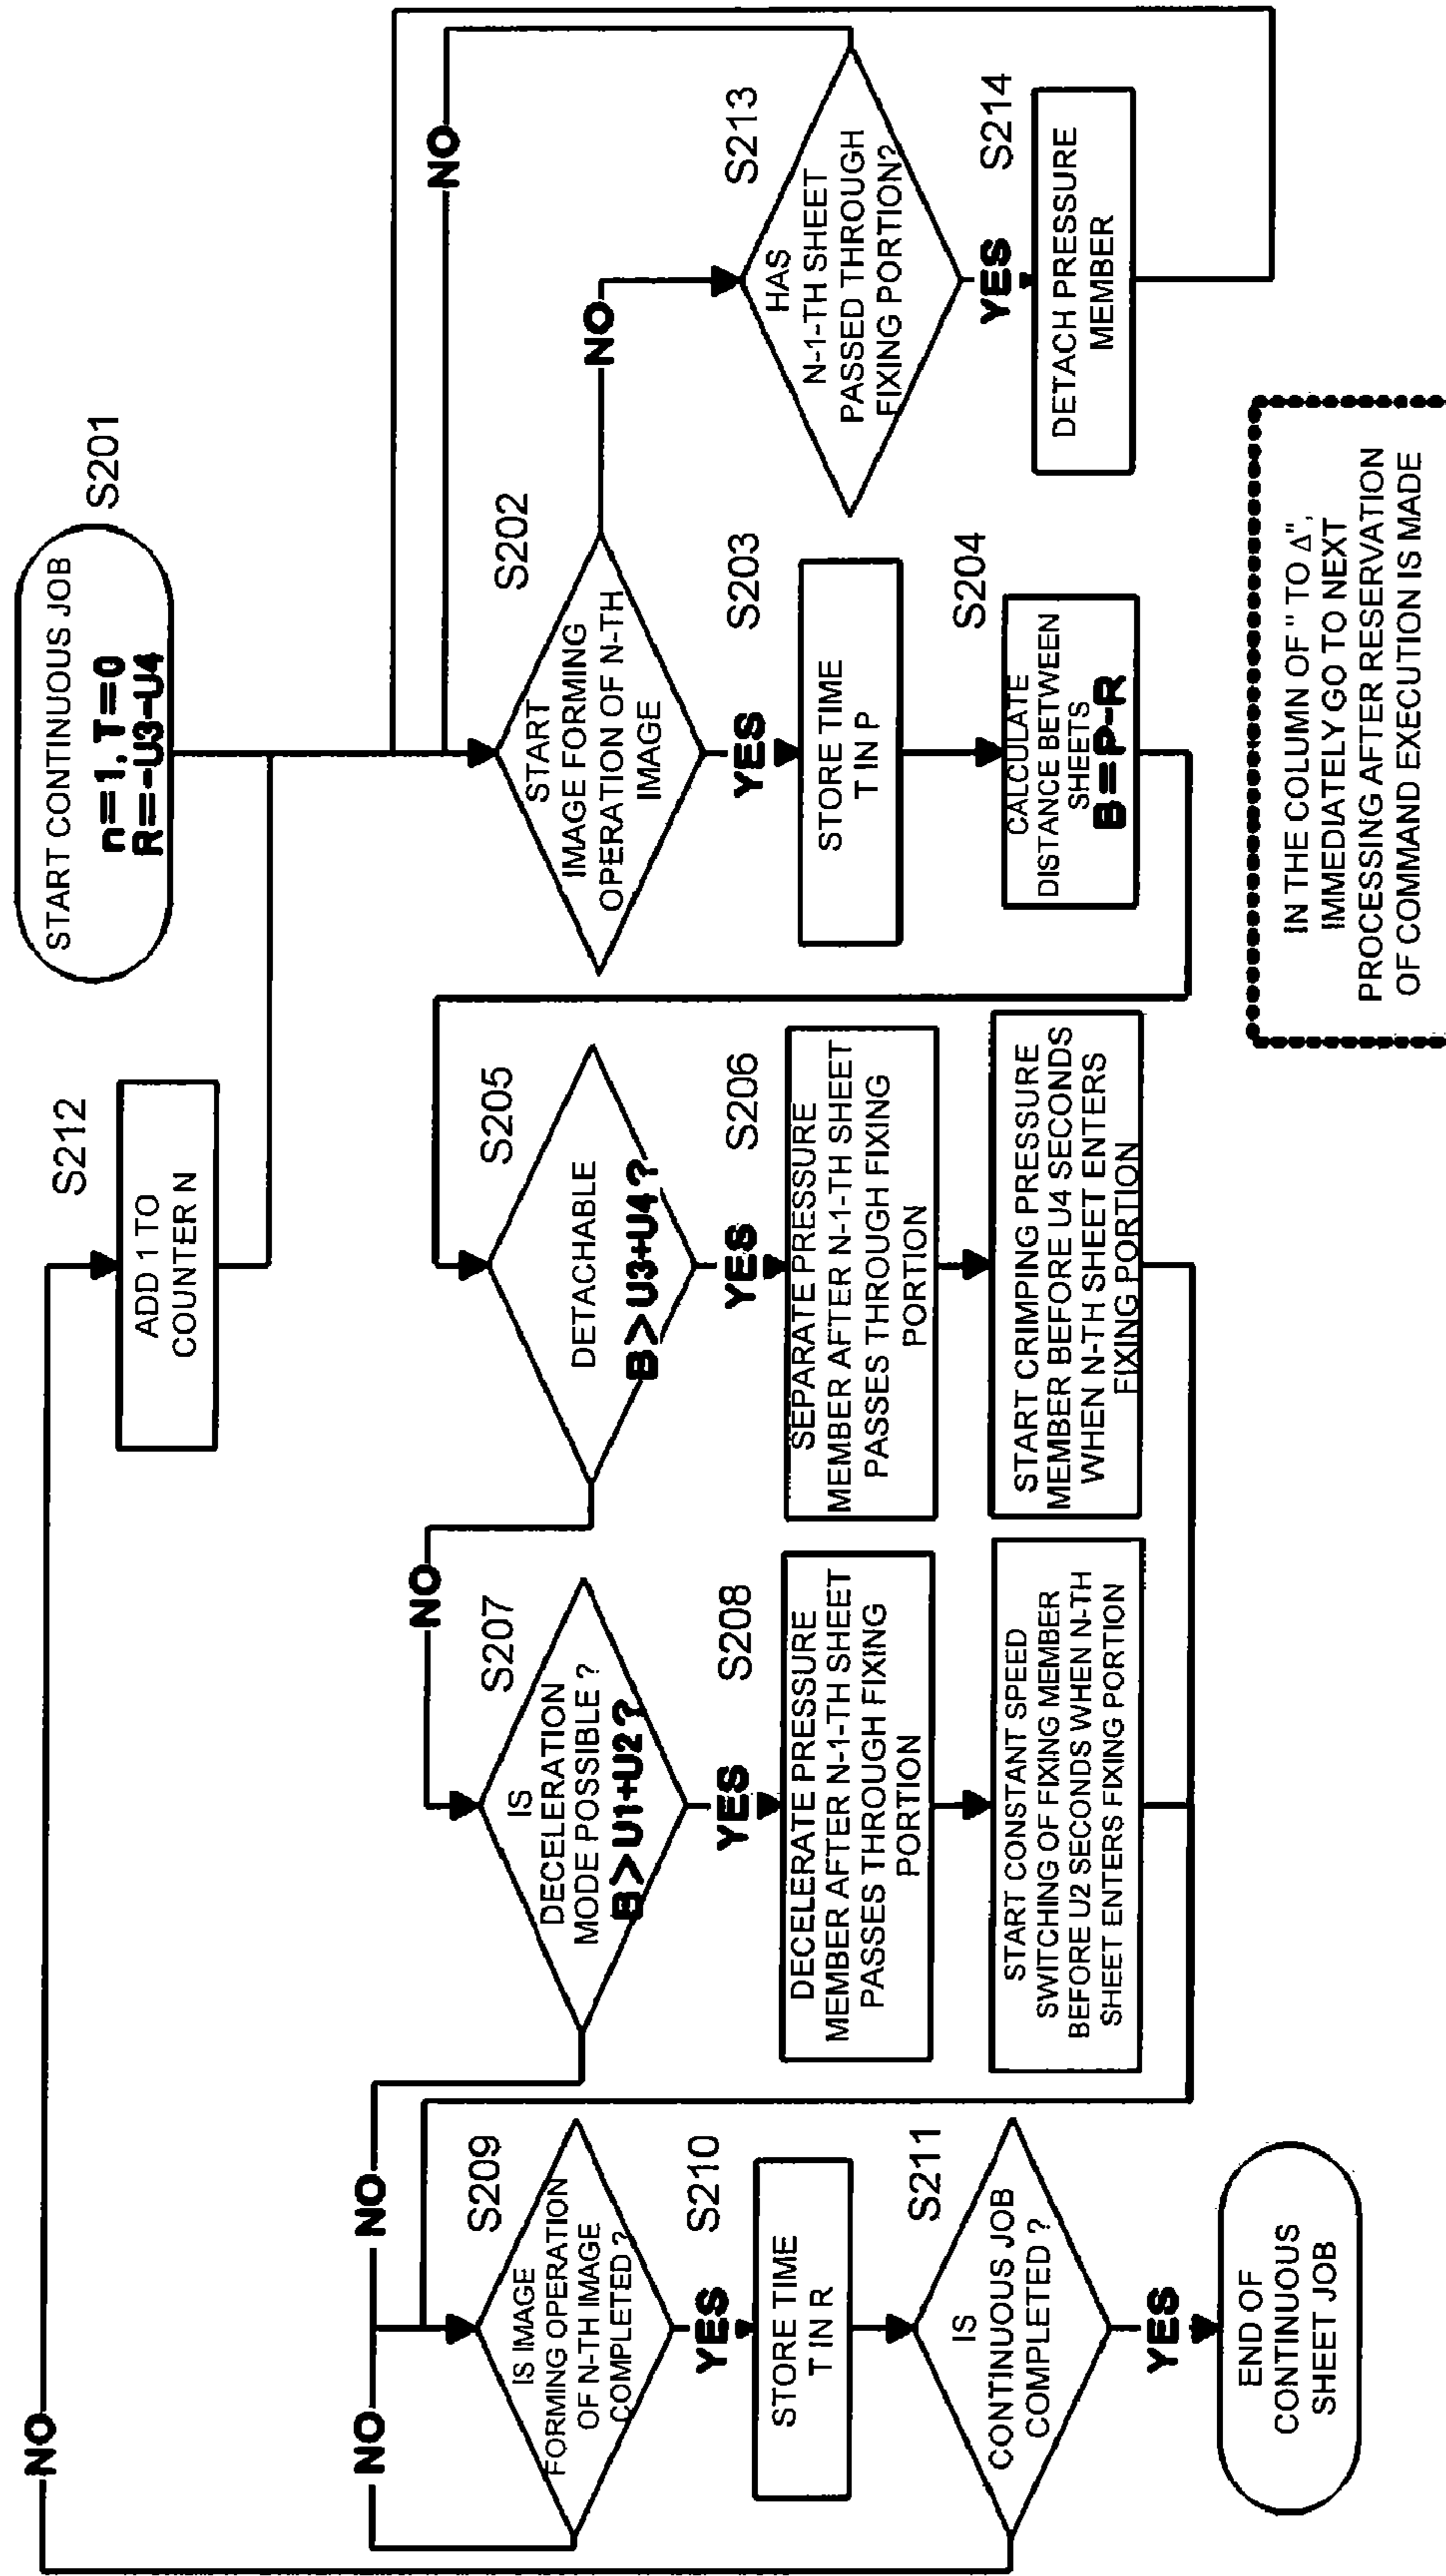 START CONTINUOUS JOB
n=1, T=0
R=-U3-U4
S201
START
IMAGE FORMING
OPERATION OF N-TH
IMAGE
S202
NO
YES
STORE TIME
T IN P
S203
CALCULATE
DISTANCE BETWEEN
SHEETS
B=P-R
S204
HAS
N-1-TH SHEET
PASSED THROUGH
FIXING PORTION?
S213
NO
YES
DETACH PRESSURE
MEMBER
S214
DETACHABLE
B>U3+U4?
S205
NO
YES
SEPARATE PRESSURE
MEMBER AFTER N-1-TH SHEET
PASSES THROUGH FIXING
PORTION
S206
START CRIMPING PRESSURE
MEMBER BEFORE U4 SECONDS
WHEN N-TH SHEET ENTERS
FIXING PORTION
IS
DECELERATION
MODE POSSIBLE ?
B>U1+U2?
S207
NO
YES
DECELERATE PRESSURE
MEMBER AFTER N-1-TH SHEET
PASSES THROUGH FIXING
PORTION
S208
START CONSTANT SPEED
SWITCHING OF FIXING MEMBER
BEFORE U2 SECONDS WHEN N-TH
SHEET ENTERS FIXING PORTION
IS IMAGE
FORMING OPERATION
OF N-TH IMAGE
COMPLETED ?
S209
NO
YES
STORE TIME
T IN R
S210
IS
CONTINUOUS JOB
COMPLETED ?
S211
NO
YES
END OF
CONTINUOUS
SHEET JOB
ADD 1 TO
COUNTER N
S212
IN THE COLUMN OF " TO Δ",
IMMEDIATELY GO TO NEXT
PROCESSING AFTER RESERVATION
OF COMMAND EXECUTION IS MADE